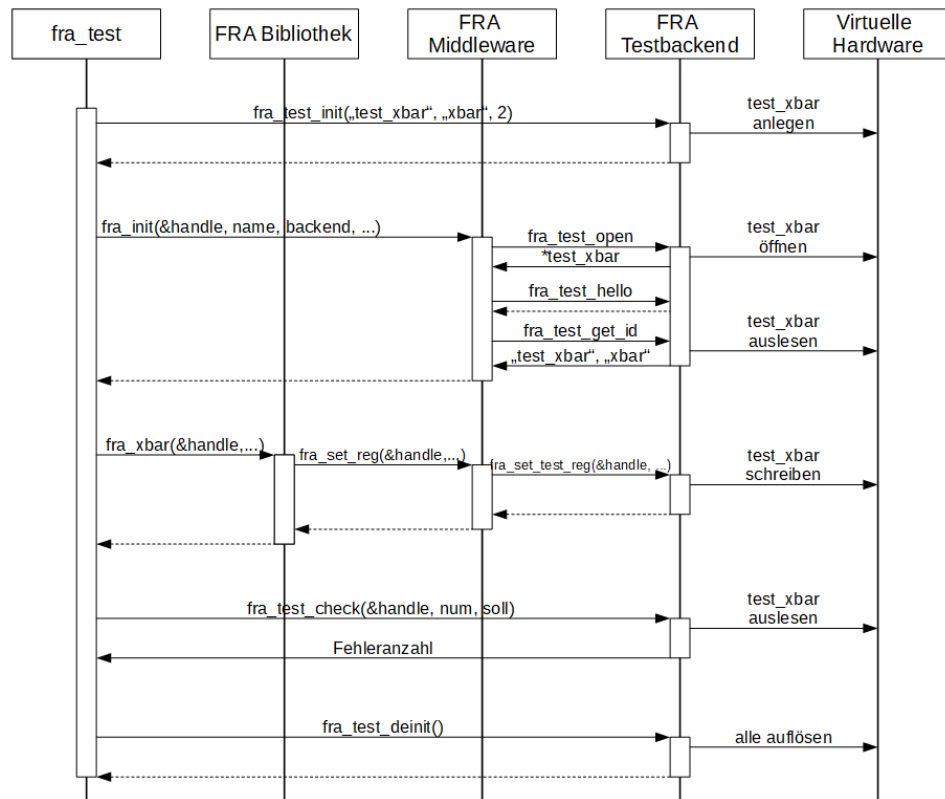 fra_test
FRA Bibliothek
FRA
Middleware
FRA
Testbackend
Virtuelle
Hardware
fra_test_init(„test_xbar“, „xbar“, 2)
test_xbar
anlegen
fra_init(&handle, name, backend, ...)
fra_test_open
*test_xbar
test_xbar
öffnen
fra_test_hello
fra_test_get_id
„test_xbar“, „xbar“
test_xbar
auslesen
fra_xbar(&handle,...)
fra_set_reg(&handle,...)
fra_set_test_reg(&handle, ...)
test_xbar
schreiben
fra_test_check(&handle, num, soll)
test_xbar
auslesen
Fehleranzahl
fra_test_deinit()
alle auflösen